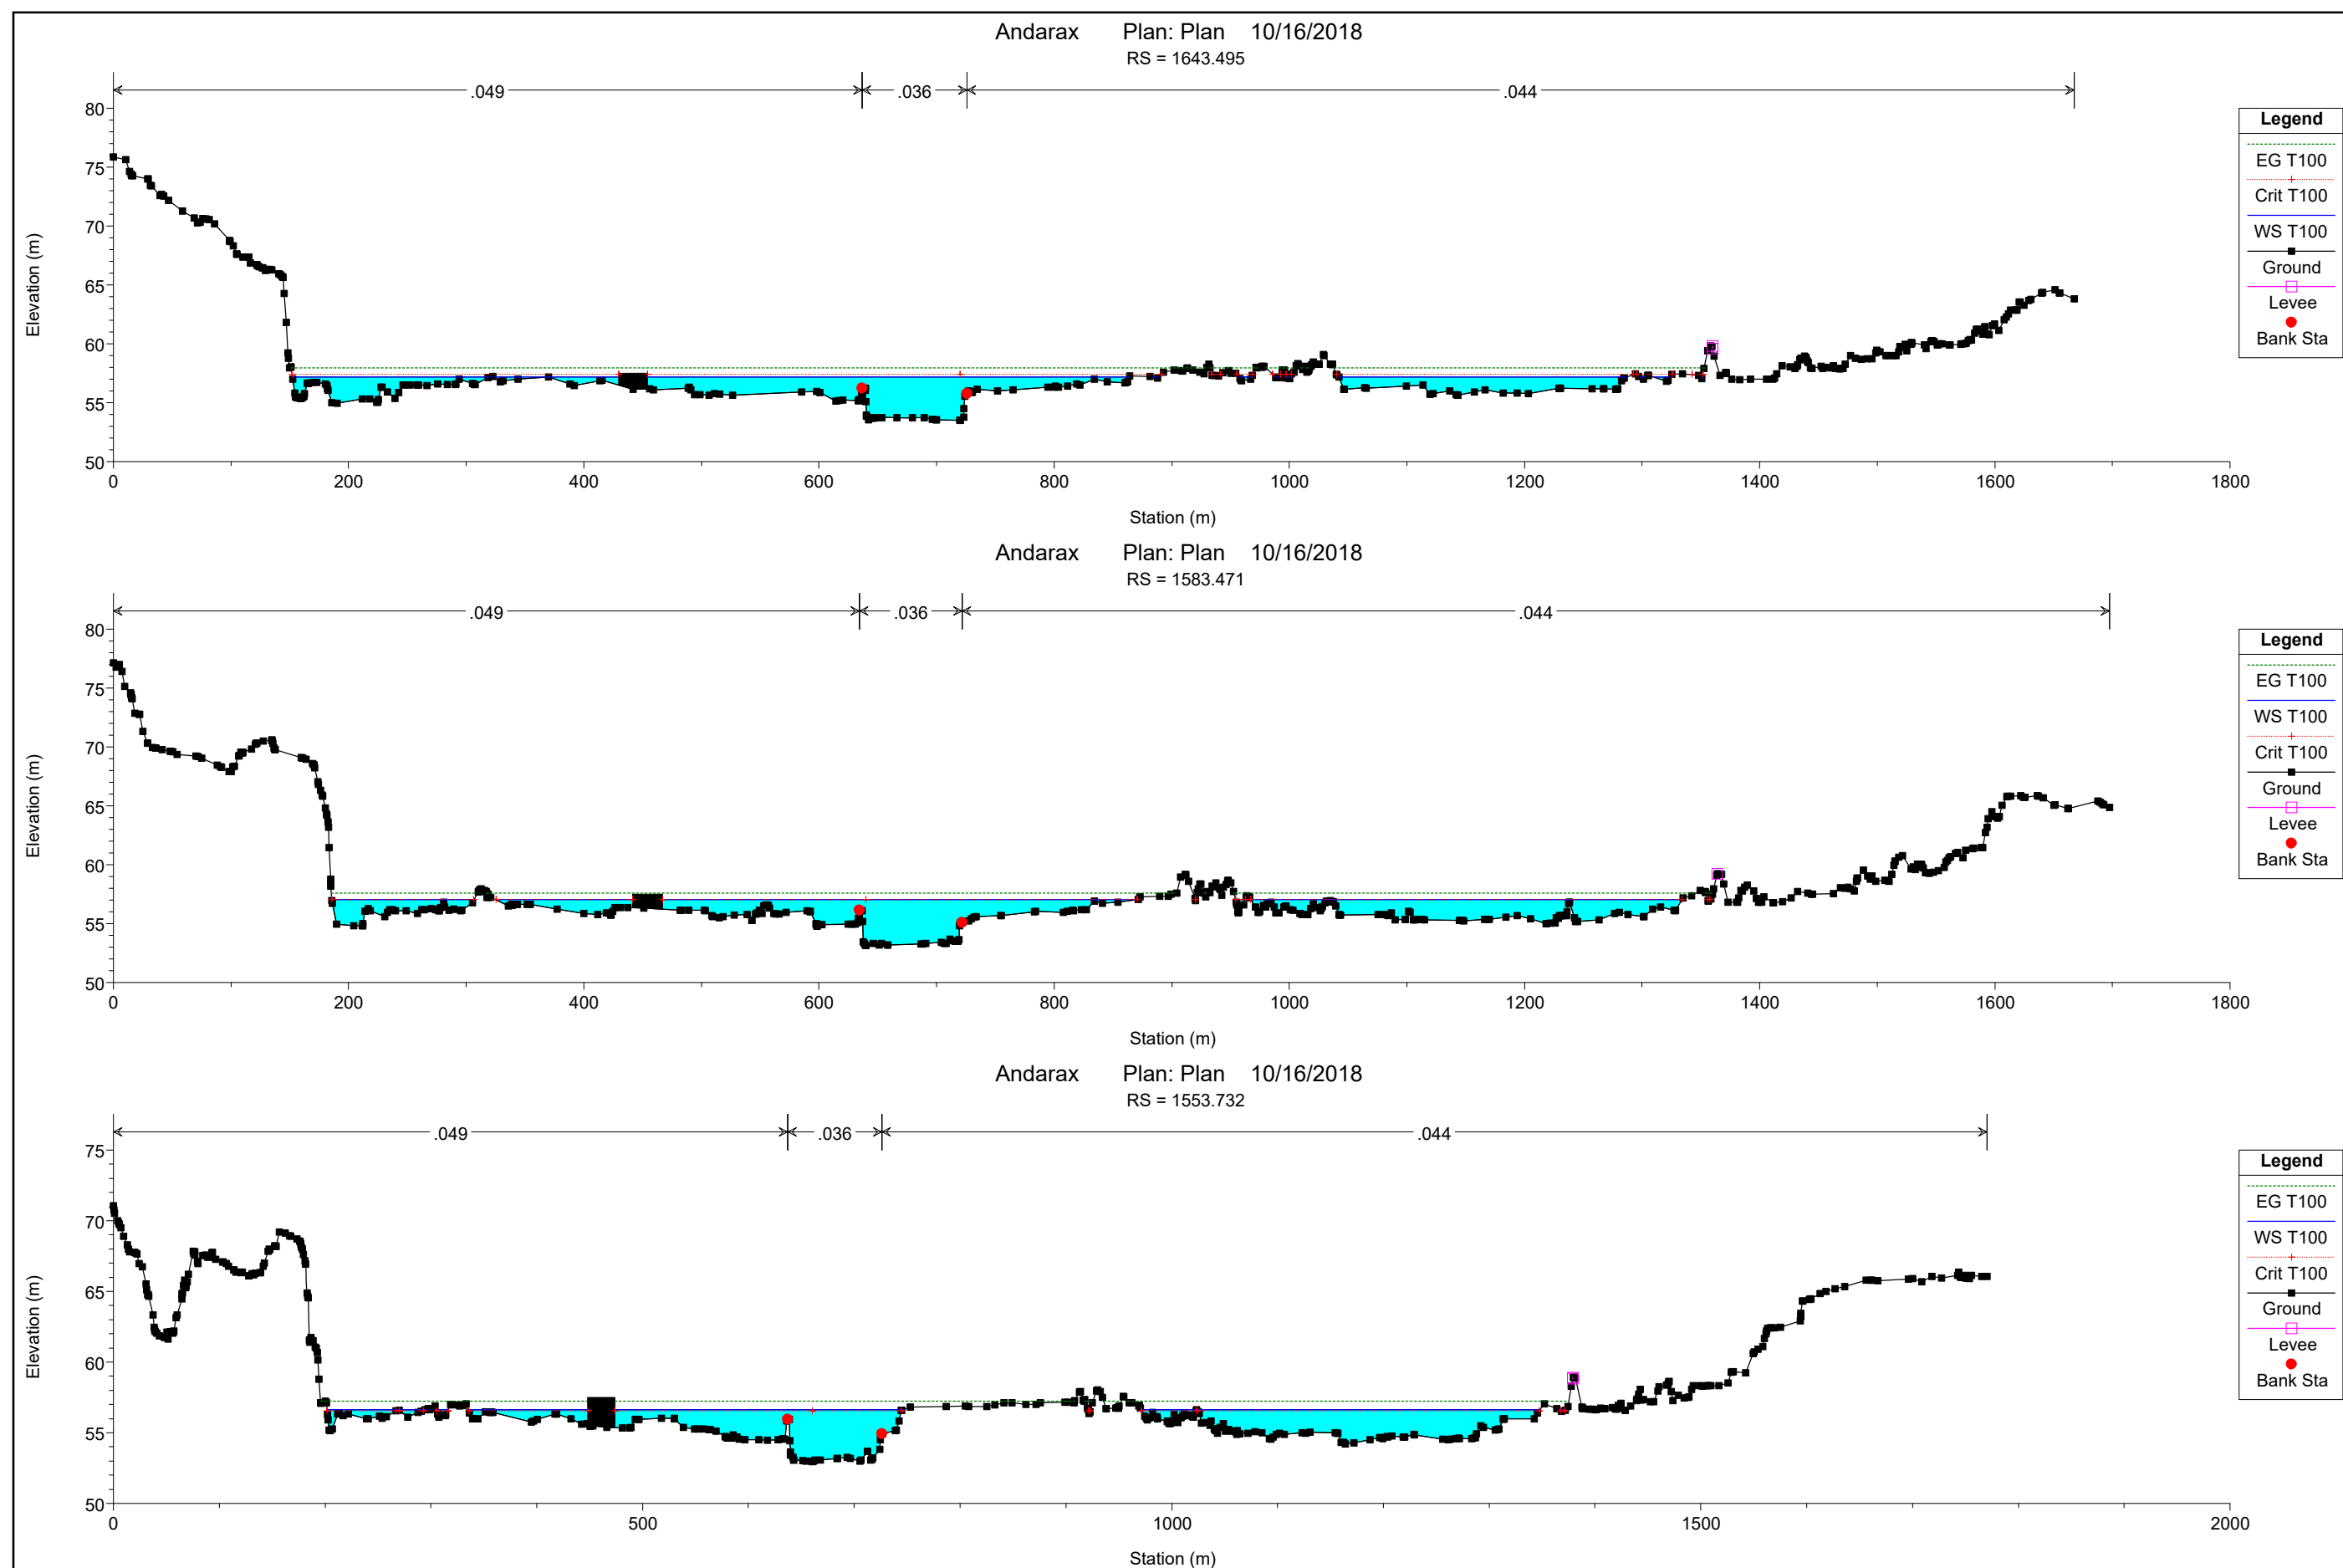 Andarax Plan: Plan 10/16/2018
RS = 1643.495
.049 .036 .044
80
75
70
65
60
55
50
Elevation (m)
0 200 400 600 800 1000 1200 1400 1600 1800
Station (m)
Legend
EG T100
Crit T100
WS T100
Ground
Levee
Bank Sta
Andarax Plan: Plan 10/16/2018
RS = 1583.471
.049 .036 .044
80
75
70
65
60
55
50
Elevation (m)
0 200 400 600 800 1000 1200 1400 1600 1800
Station (m)
Legend
EG T100
WS T100
Crit T100
Ground
Levee
Bank Sta
Andarax Plan: Plan 10/16/2018
RS = 1553.732
.049 .036 .044
75
70
65
60
55
50
Elevation (m)
0 500 1000 1500 2000
Station (m)
Legend
EG T100
WS T100
Crit T100
Ground
Levee
Bank Sta